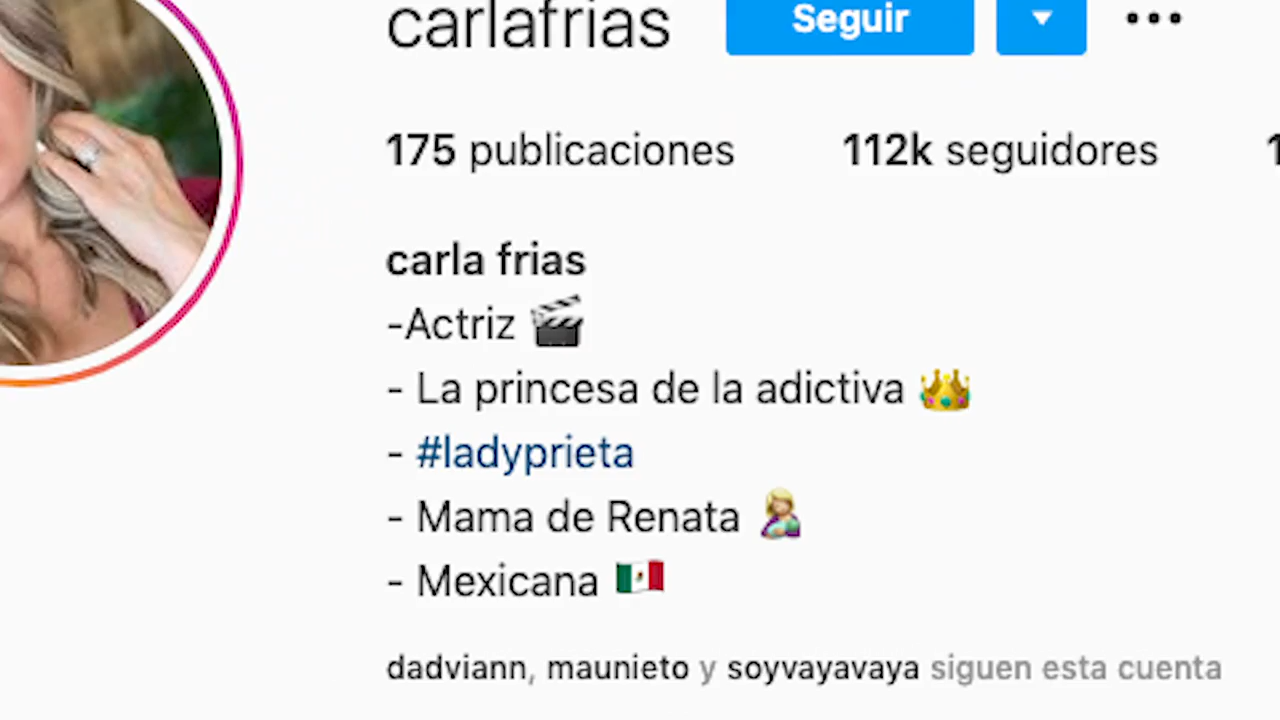 carlafrias Seguir
175 publicaciones 112k seguidores 1
carla frias
-Actriz 🎬
- La princesa de la adictiva 👑
- #ladyprieta
- Mama de Renata 🤱🏼
- Mexicana 🇲🇽
dadviann, maunieto y soyvayavaya siguen esta cuenta